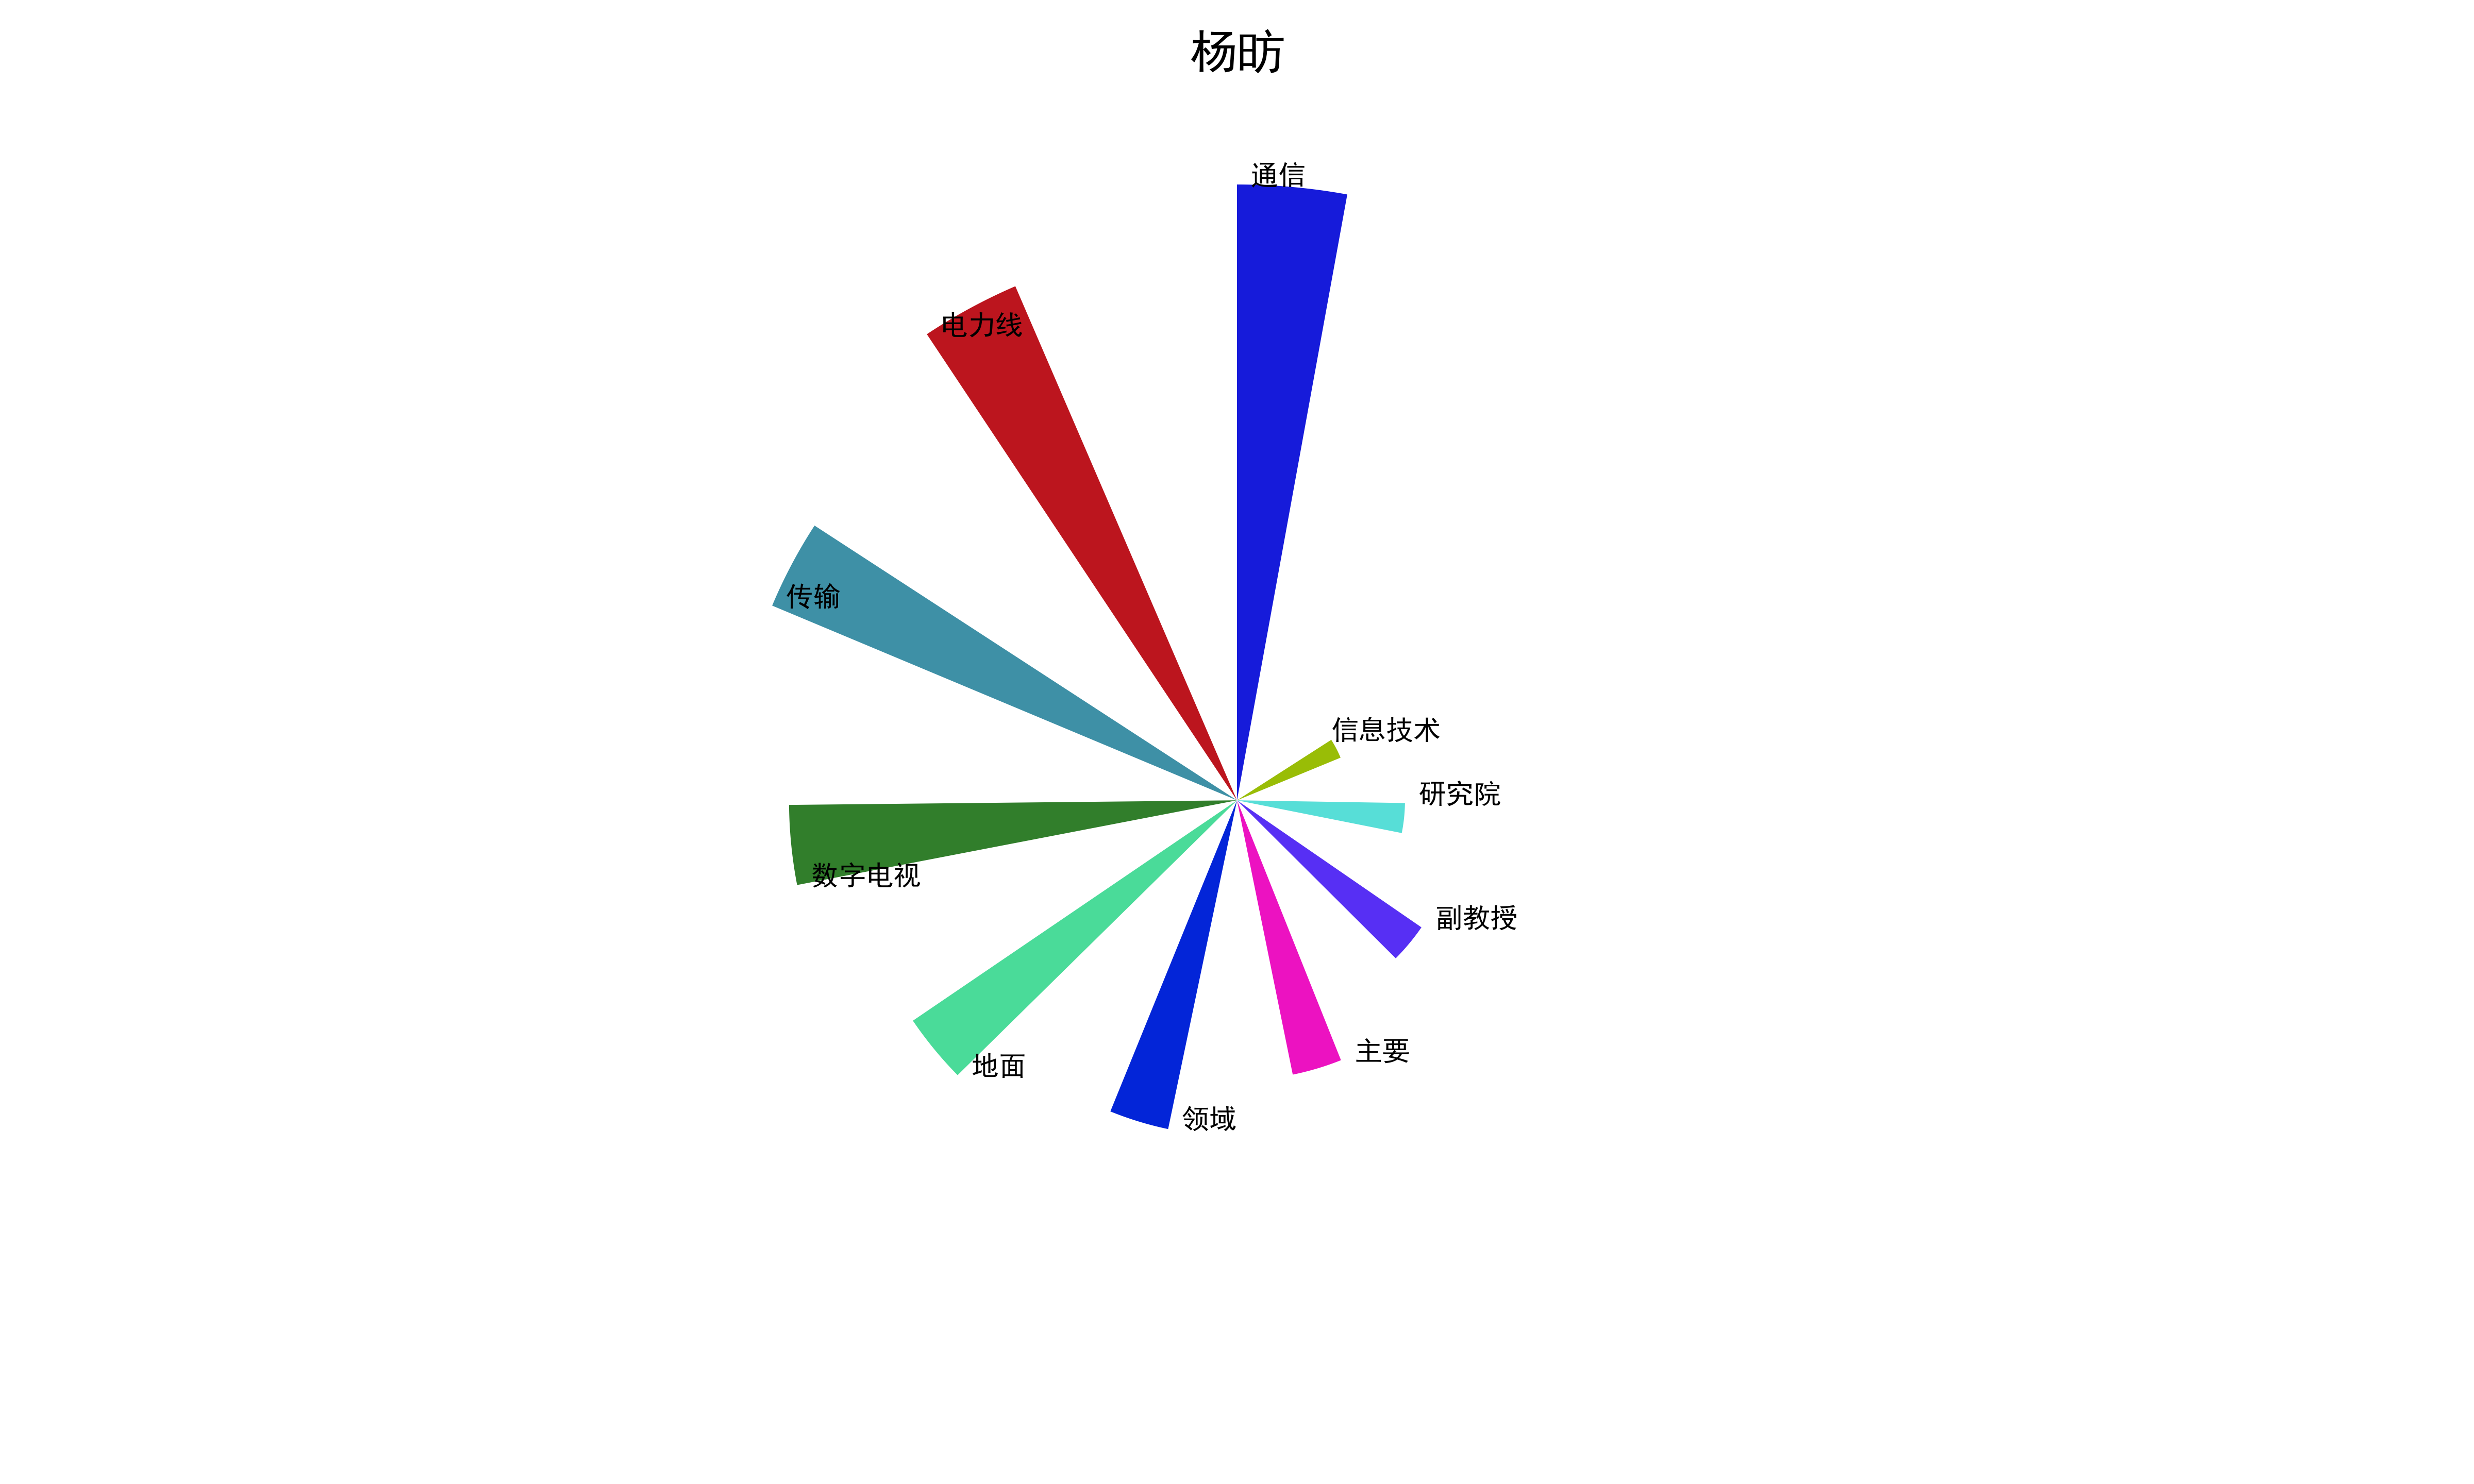 杨昉
通信
电力线
传输
信息技术
研究院
数字电视
副教授
主要
地面
领域